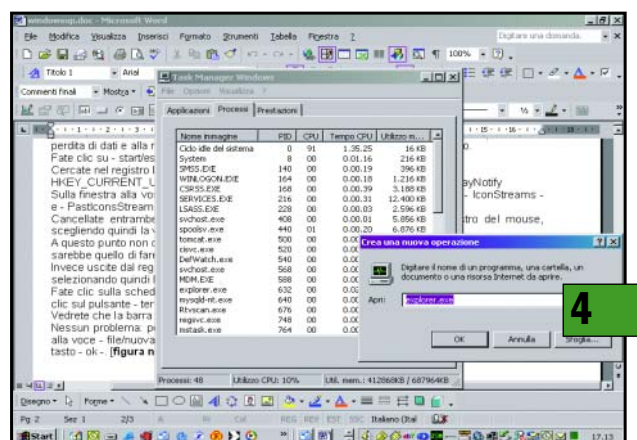 windowsxp.doc - Microsoft Word
File Modifica Visualizza Inserisci Formato Strumenti Tabella Finestra ?
Digitare una domanda.
100%
Titolo 1 Arial
Commenti finali Mostra
Task Manager Windows
File Opzioni Visualizza ?
Applicazioni Processi Prestazioni
Nome immagine PID CPU Tempo CPU Utilizzo m...
Ciclo idle del sistema 0 91 1.35.25 16 KB
System 8 00 0.01.16 216 KB
SMSS.EXE 140 00 0.00.19 396 KB
WINLOGON.EXE 164 00 0.00.18 1.216 KB
CSRSS.EXE 168 00 0.00.39 3.188 KB
SERVICES.EXE 216 00 0.00.31 12.400 KB
LSASS.EXE 228 00 0.00.03 2.596 KB
svchost.exe 408 00 0.00.01 5.856 KB
spoolsv.exe 440 01 0.00.20 6.876 KB
tomcat.exe 500 00
cisvc.exe 520 00
DefWatch.exe 540 00
svchost.exe 568 00
MDM.EXE 588 00
explorer.exe 632 00
mysqld-nt.exe 640 00
Rtvscan.exe 676 00
regsvc.exe 748 00
mstask.exe 764 00
Processi: 48 Utilizzo CPU: 10% Util. mem.: 412868KB / 687964KB
perdita di dati e alla
Fate clic su - start/es
Cercate nel registro
HKEY_CURRENT_U ayNotify
Sulla finestra alla vo - IconStreams -
e - PastIconsStream
Cancellate entrambe tro del mouse,
scegliendo quindi la
A questo punto non
sarebbe quello di fare
Invece uscite dal reg
selezionando quindi
Fate clic sulla sched
clic sul pulsante - ter
Vedrete che la barra
Nessun problema: p
alla voce - file/nuova
tasto - ok -. [figura n
Crea una nuova operazione
Digitare il nome di un programma, una cartella, un
documento o una risorsa Internet da aprire.
Apri: explorer.exe
OK Annulla Sfoglia...
4
Disegno Forme
Pg 2 Sez 1 2/3 A Ri Col REG REV EST SSC Italiano (Ital
Start 17.13